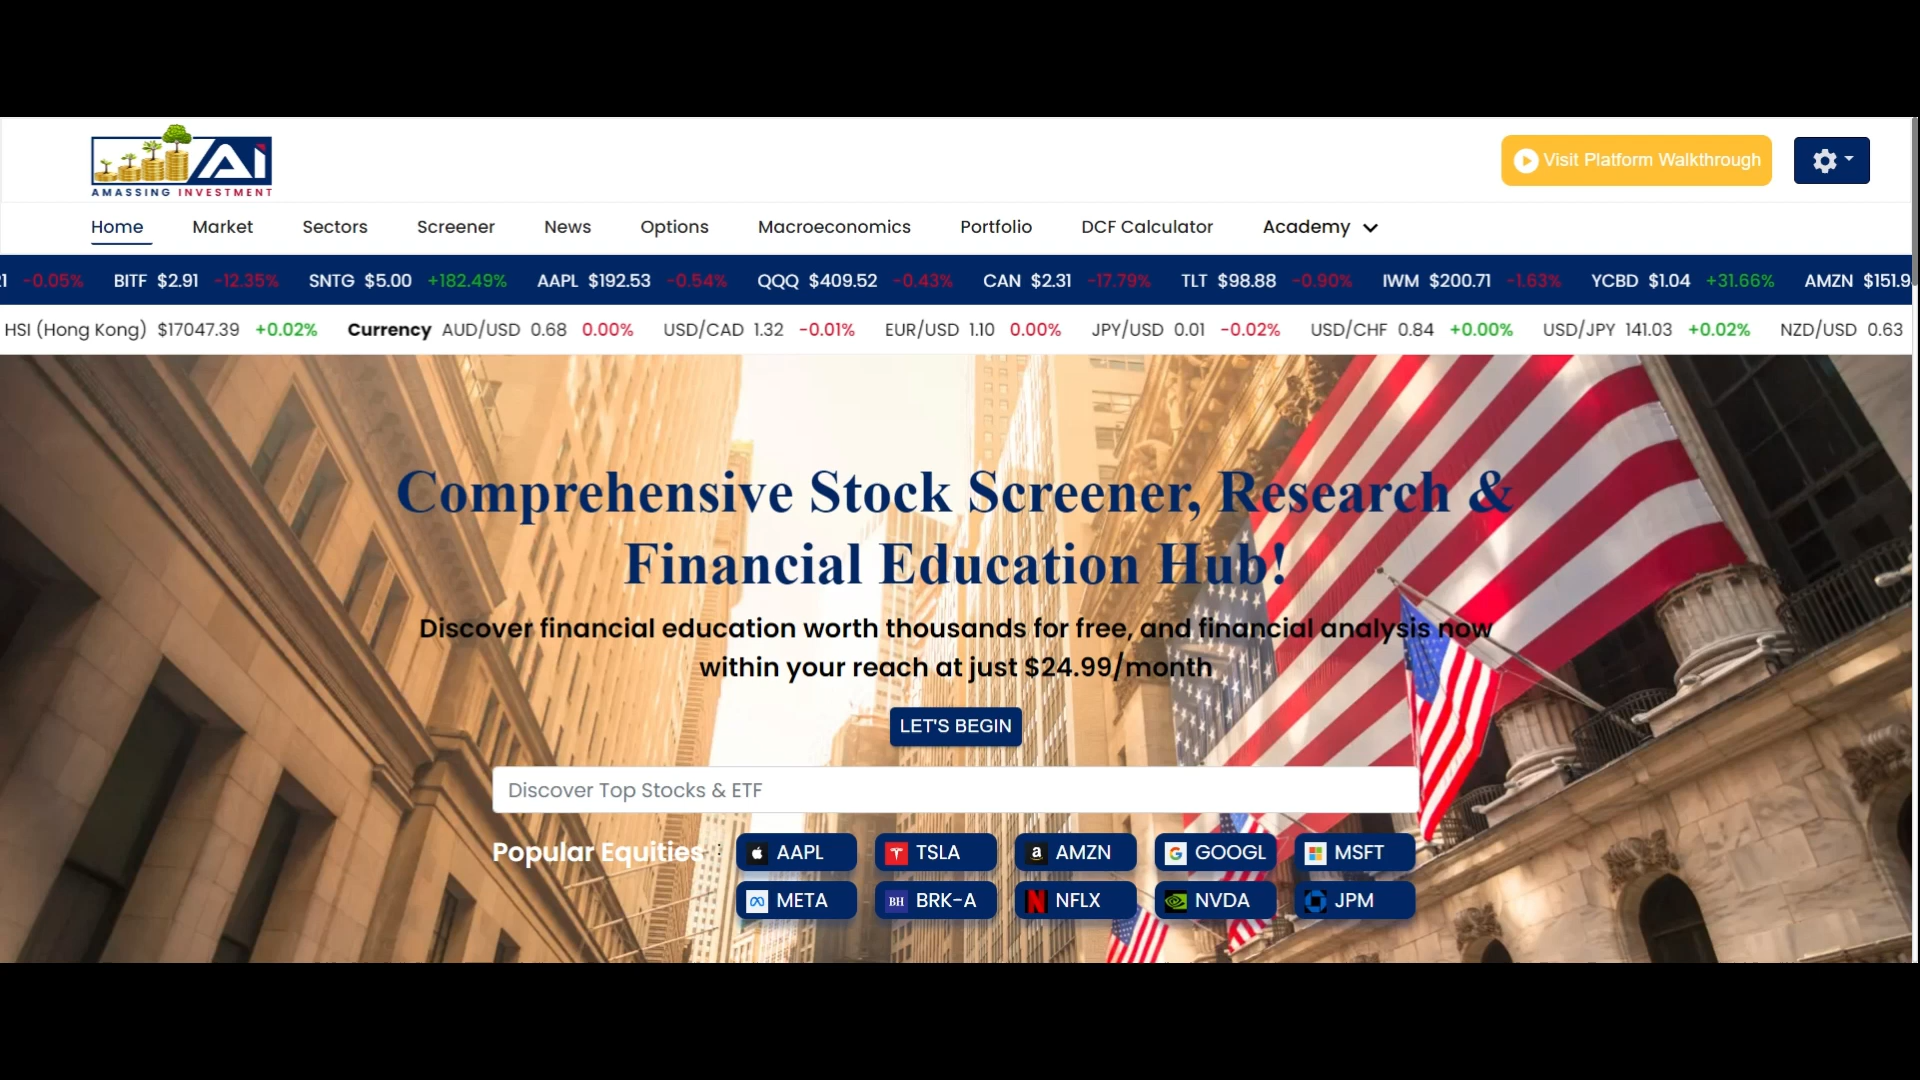 AI
AMASSING INVESTMENT
Visit Platform Walkthrough
Home Market Sectors Screener News Options Macroeconomics Portfolio DCF Calculator Academy
-0.05% BITF $2.91 -12.35% SNTG $5.00 +182.49% AAPL $192.53 -0.54% QQQ $409.52 -0.43% CAN $2.31 -17.79% TLT $98.88 -0.90% IWM $200.71 -1.63% YCBD $1.04 +31.66% AMZN $151.9
HSI (Hong Kong) $17047.39 +0.02% Currency AUD/USD 0.68 0.00% USD/CAD 1.32 -0.01% EUR/USD 1.10 0.00% JPY/USD 0.01 -0.02% USD/CHF 0.84 +0.00% USD/JPY 141.03 +0.02% NZD/USD 0.63
Comprehensive Stock Screener, Research &
Financial Education Hub!
Discover financial education worth thousands for free, and financial analysis now
within your reach at just $24.99/month
LET'S BEGIN
Discover Top Stocks & ETF
Popular Equities : AAPL TSLA AMZN GOOGL MSFT
META BH BRK-A NFLX NVDA JPM